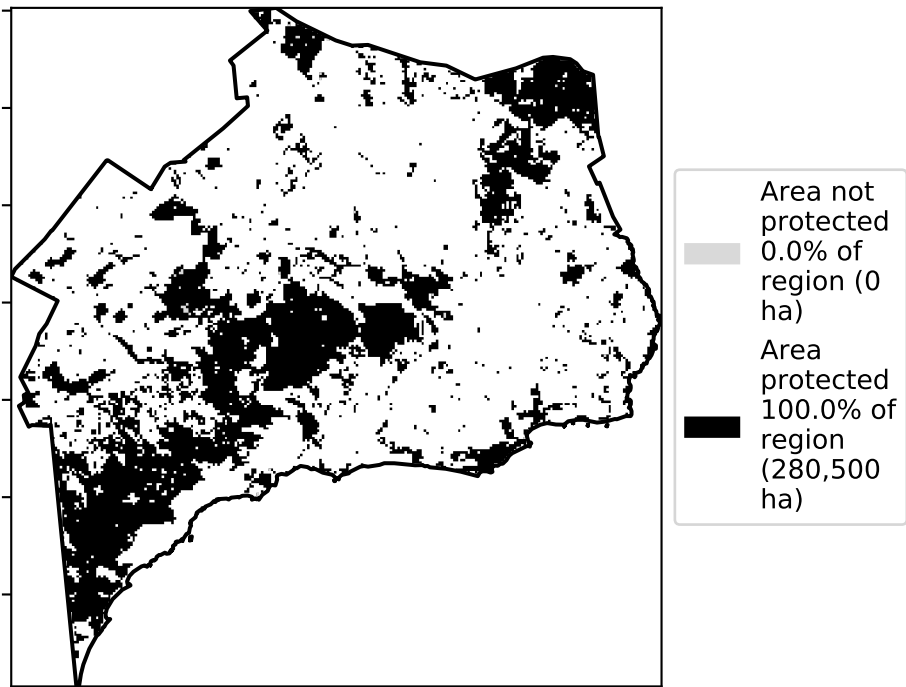 Area not
protected
0.0% of
region (0
ha)
Area
protected
100.0% of
region
(280,500
ha)